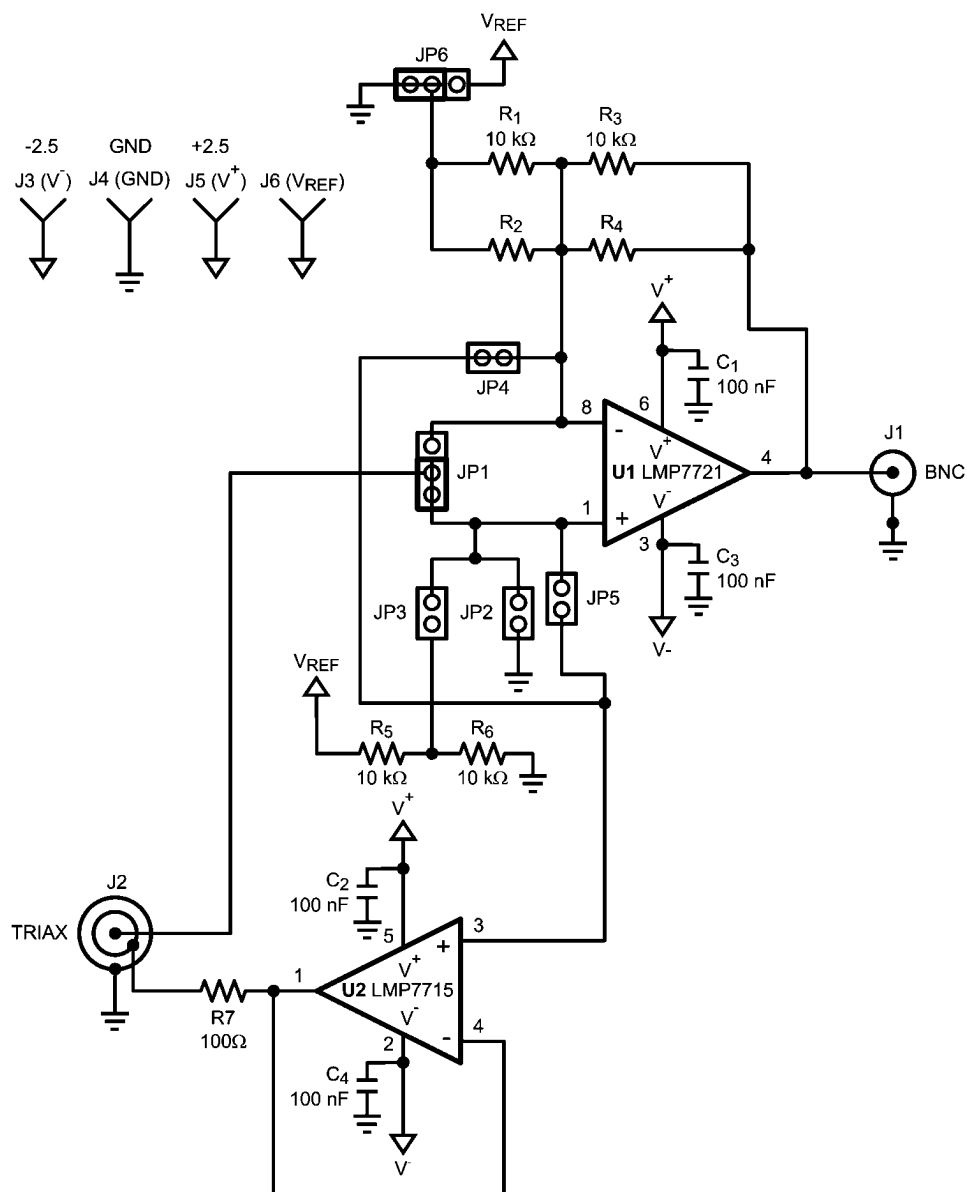 V_REF
JP6
R1
10 kΩ
R3
10 kΩ
-2.5
GND
+2.5
J3 (V⁻)
J4 (GND)
J5 (V⁺)
J6 (V_REF)
R2
R4
V⁺
C1
100 nF
JP4
8
6
-
V⁺
JP1
U1 LMP7721
4
J1
BNC
V⁻
1
+
3
C3
100 nF
JP3
JP2
JP5
V-
V_REF
R5
10 kΩ
R6
10 kΩ
V⁺
C2
100 nF
J2
TRIAX
5
3
+
V⁺
1
U2 LMP7715
V⁻
4
-
R7
100Ω
2
C4
100 nF
V⁻